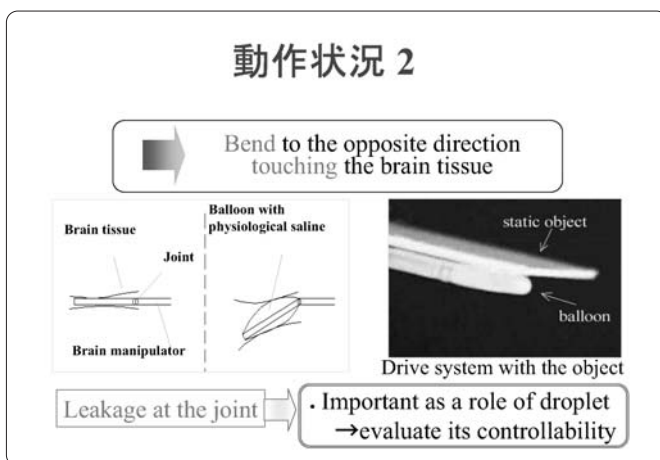 動作状況 2
Bend to the opposite direction
touching the brain tissue
Brain tissue
Joint
Brain manipulator
Balloon with
physiological saline
static object
balloon
Drive system with the object
Leakage at the joint
. Important as a role of droplet
→evaluate its controllability